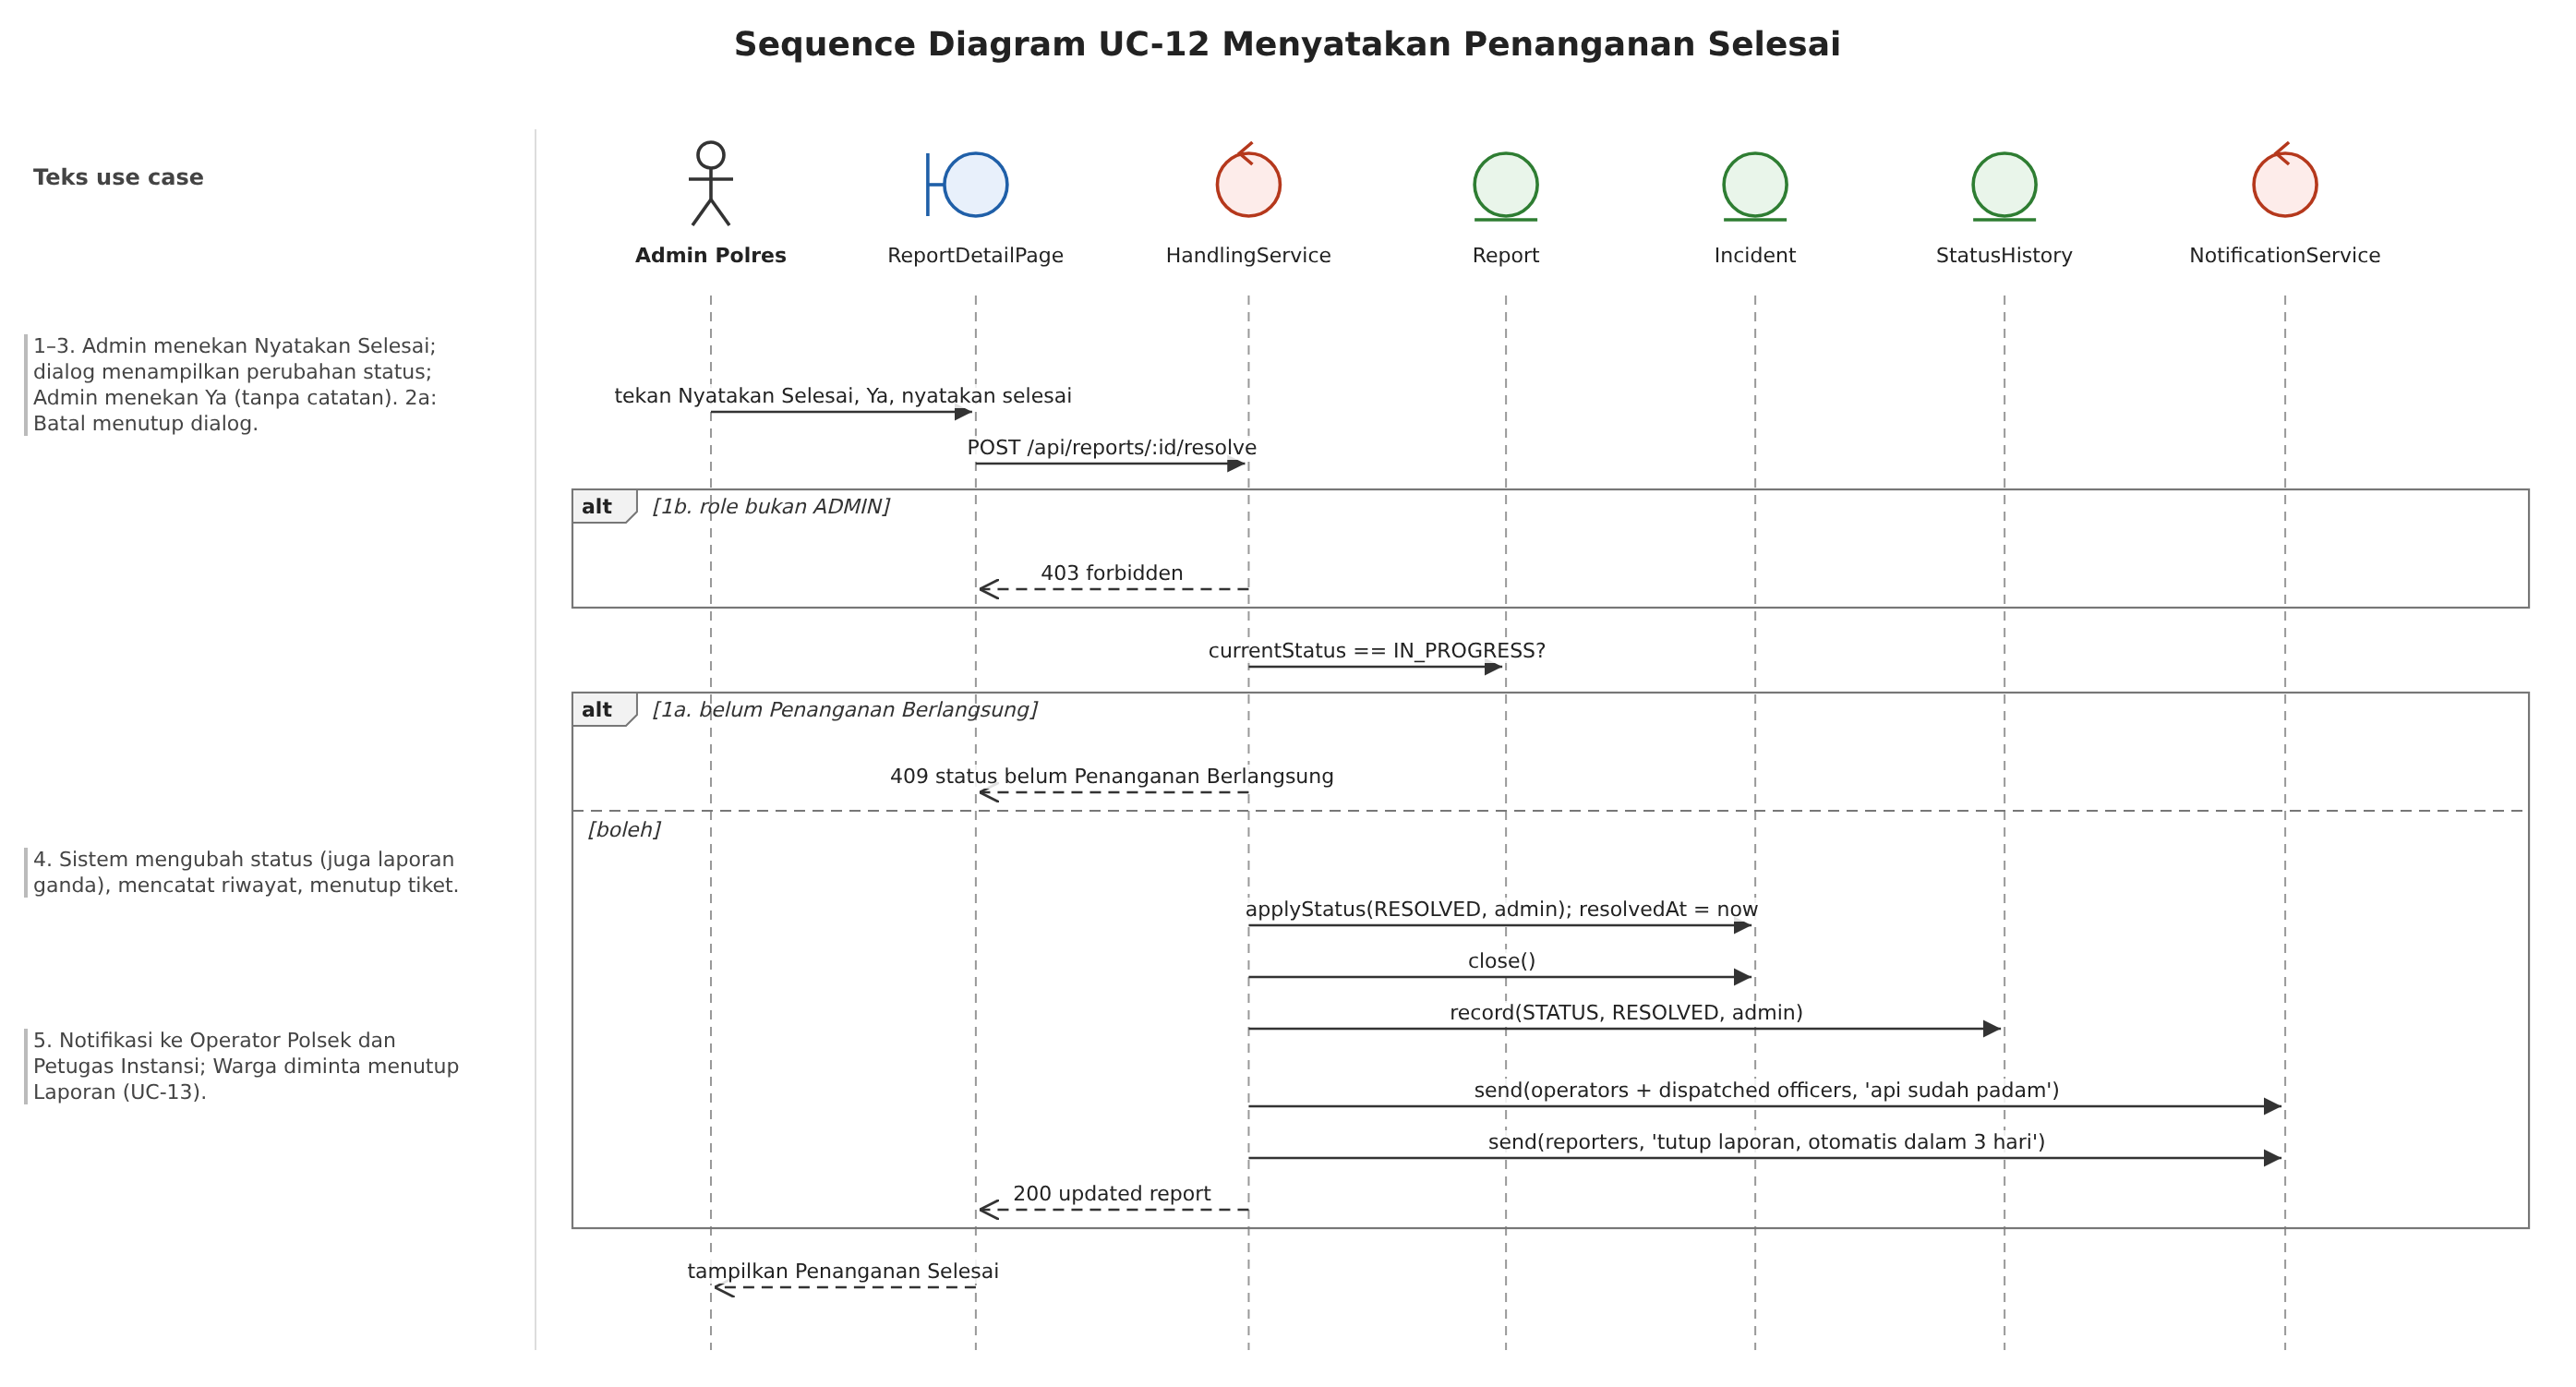 Sequence Diagram UC-12 Menyatakan Penanganan Selesai
Teks use case
Admin Polres
ReportDetailPage
HandlingService
Report
Incident
StatusHistory
NotificationService
1–3. Admin menekan Nyatakan Selesai;
dialog menampilkan perubahan status;
Admin menekan Ya (tanpa catatan). 2a:
Batal menutup dialog.
tekan Nyatakan Selesai, Ya, nyatakan selesai
POST /api/reports/:id/resolve
alt [1b. role bukan ADMIN]
403 forbidden
currentStatus == IN_PROGRESS?
alt [1a. belum Penanganan Berlangsung]
409 status belum Penanganan Berlangsung
[boleh]
4. Sistem mengubah status (juga laporan
ganda), mencatat riwayat, menutup tiket.
applyStatus(RESOLVED, admin); resolvedAt = now
close()
record(STATUS, RESOLVED, admin)
5. Notifikasi ke Operator Polsek dan
Petugas Instansi; Warga diminta menutup
Laporan (UC-13).
send(operators + dispatched officers, 'api sudah padam')
send(reporters, 'tutup laporan, otomatis dalam 3 hari')
200 updated report
tampilkan Penanganan Selesai